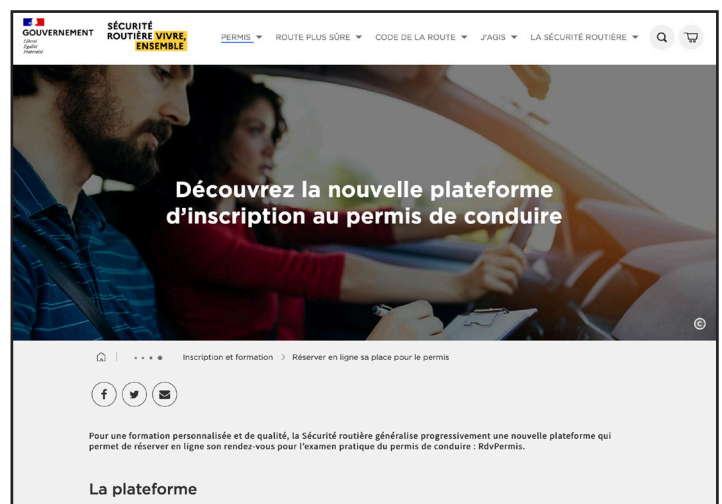 GOUVERNEMENT
Liberté
Égalité
Fraternité
SÉCURITÉ
ROUTIÈRE VIVRE,
ENSEMBLE
PERMIS ROUTE PLUS SÛRE CODE DE LA ROUTE J'AGIS LA SÉCURITÉ ROUTIÈRE
Découvrez la nouvelle plateforme
d'inscription au permis de conduire
©
Inscription et formation > Réserver en ligne sa place pour le permis
Pour une formation personnalisée et de qualité, la Sécurité routière généralise progressivement une nouvelle plateforme qui
permet de réserver en ligne son rendez-vous pour l'examen pratique du permis de conduire : RdvPermis.
La plateforme